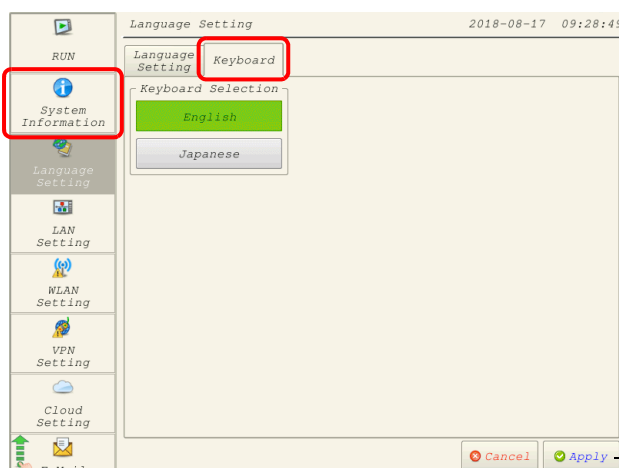 Language Setting 2018-08-17 09:28:49
RUN
System
Information
Language
Setting
LAN
Setting
WLAN
Setting
VPN
Setting
Cloud
Setting
E-Mail
Language
Setting
Keyboard
Keyboard Selection
English
Japanese
Cancel
Apply